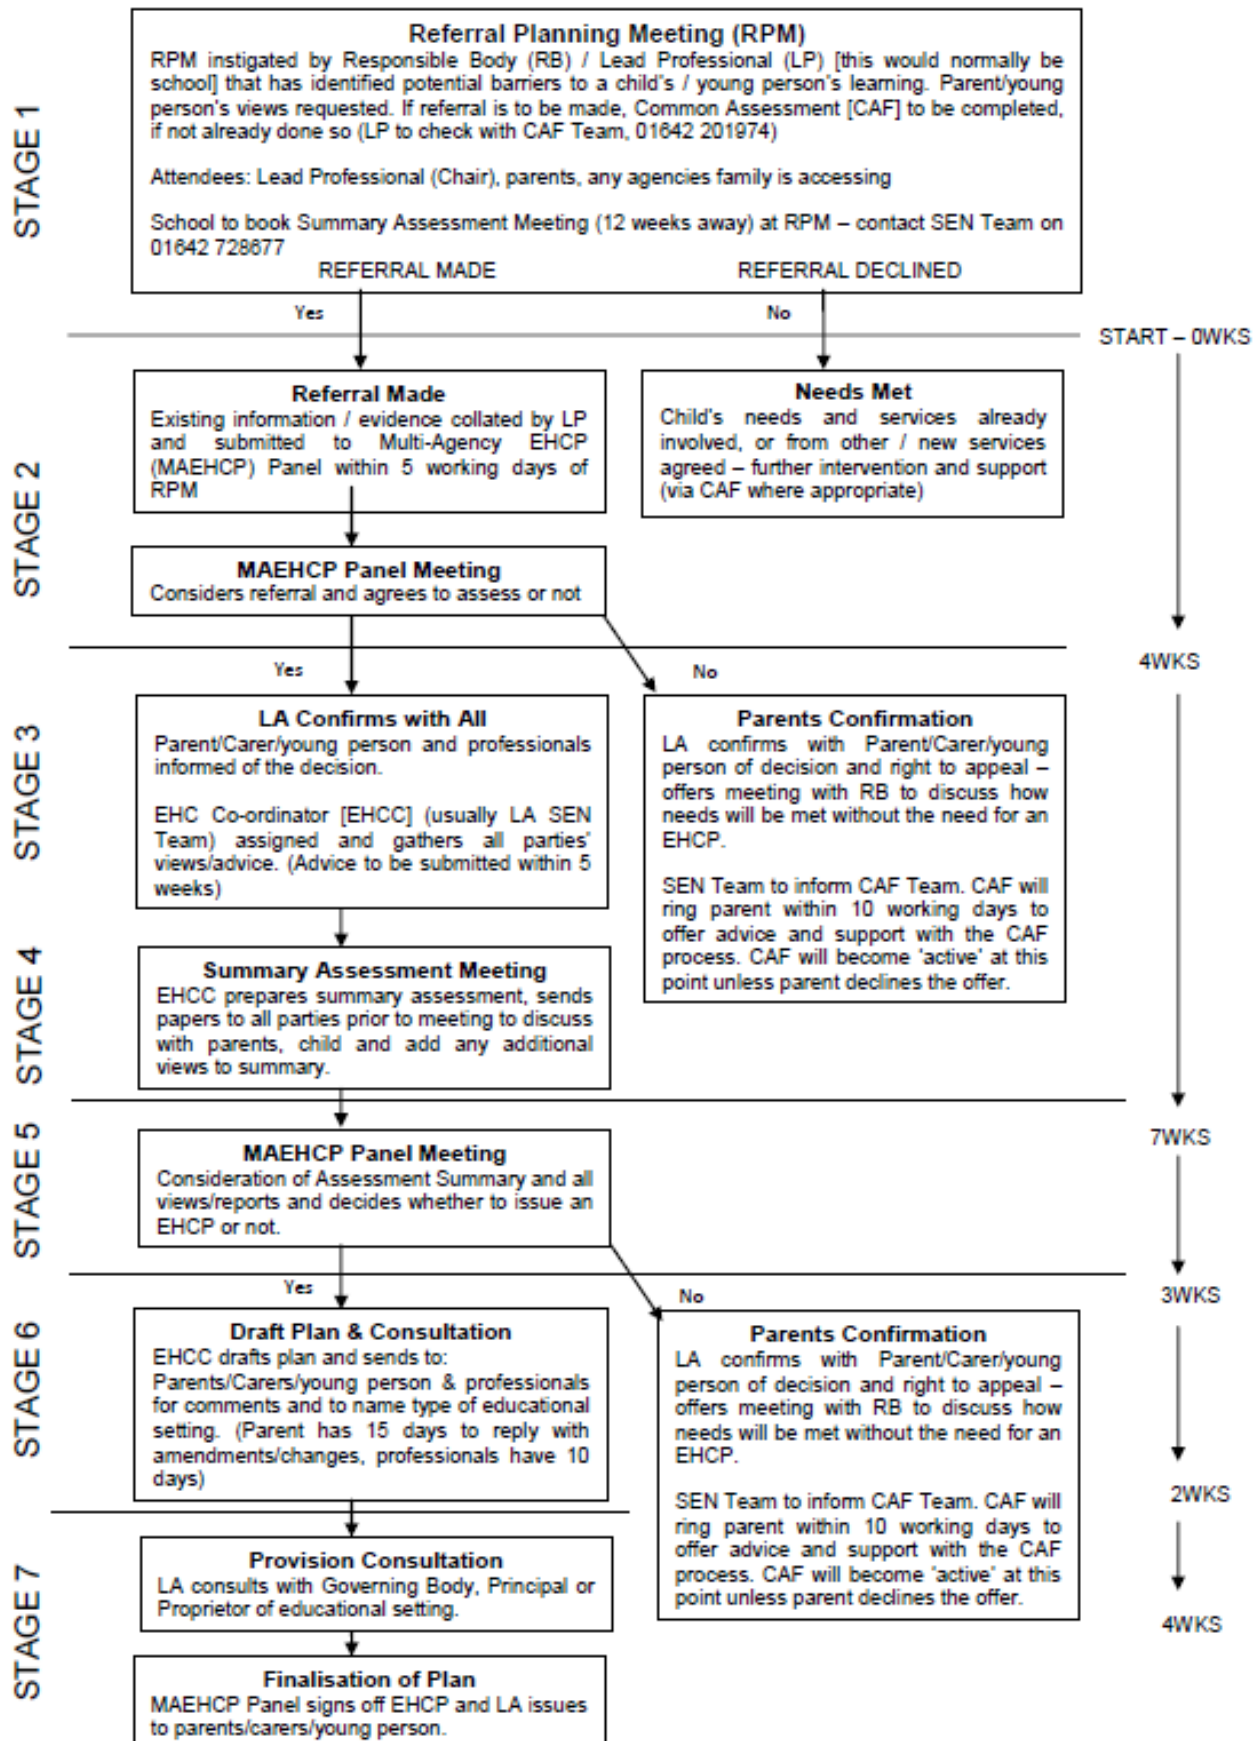 STAGE 1
Referral Planning Meeting (RPM)
RPM instigated by Responsible Body (RB) / Lead Professional (LP) [this would normally be
school] that has identified potential barriers to a child's / young person's learning. Parent/young
person's views requested. If referral is to be made, Common Assessment [CAF] to be completed,
if not already done so (LP to check with CAF Team, 01642 201974)
Attendees: Lead Professional (Chair), parents, any agencies family is accessing
School to book Summary Assessment Meeting (12 weeks away) at RPM – contact SEN Team on
01642 728677
REFERRAL MADE
REFERRAL DECLINED
Yes
No
START – 0WKS
STAGE 2
Referral Made
Existing information / evidence collated by LP
and submitted to Multi-Agency EHCP
(MAEHCP) Panel within 5 working days of
RPM
Needs Met
Child's needs and services already
involved, or from other / new services
agreed – further intervention and support
(via CAF where appropriate)
MAEHCP Panel Meeting
Considers referral and agrees to assess or not
Yes
No
4WKS
STAGE 3
LA Confirms with All
Parent/Carer/young person and professionals
informed of the decision.
EHC Co-ordinator [EHCC] (usually LA SEN
Team) assigned and gathers all parties'
views/advice. (Advice to be submitted within 5
weeks)
Parents Confirmation
LA confirms with Parent/Carer/young
person of decision and right to appeal –
offers meeting with RB to discuss how
needs will be met without the need for an
EHCP.
SEN Team to inform CAF Team. CAF will
ring parent within 10 working days to
offer advice and support with the CAF
process. CAF will become 'active' at this
point unless parent declines the offer.
STAGE 4
Summary Assessment Meeting
EHCC prepares summary assessment, sends
papers to all parties prior to meeting to discuss
with parents, child and add any additional
views to summary.
7WKS
STAGE 5
MAEHCP Panel Meeting
Consideration of Assessment Summary and all
views/reports and decides whether to issue an
EHCP or not.
Yes
No
3WKS
STAGE 6
Draft Plan & Consultation
EHCC drafts plan and sends to:
Parents/Carers/young person & professionals
for comments and to name type of educational
setting. (Parent has 15 days to reply with
amendments/changes, professionals have 10
days)
Parents Confirmation
LA confirms with Parent/Carer/young
person of decision and right to appeal –
offers meeting with RB to discuss how
needs will be met without the need for an
EHCP.
SEN Team to inform CAF Team. CAF will
ring parent within 10 working days to
offer advice and support with the CAF
process. CAF will become 'active' at this
point unless parent declines the offer.
2WKS
STAGE 7
Provision Consultation
LA consults with Governing Body, Principal or
Proprietor of educational setting.
4WKS
Finalisation of Plan
MAEHCP Panel signs off EHCP and LA issues
to parents/carers/young person.